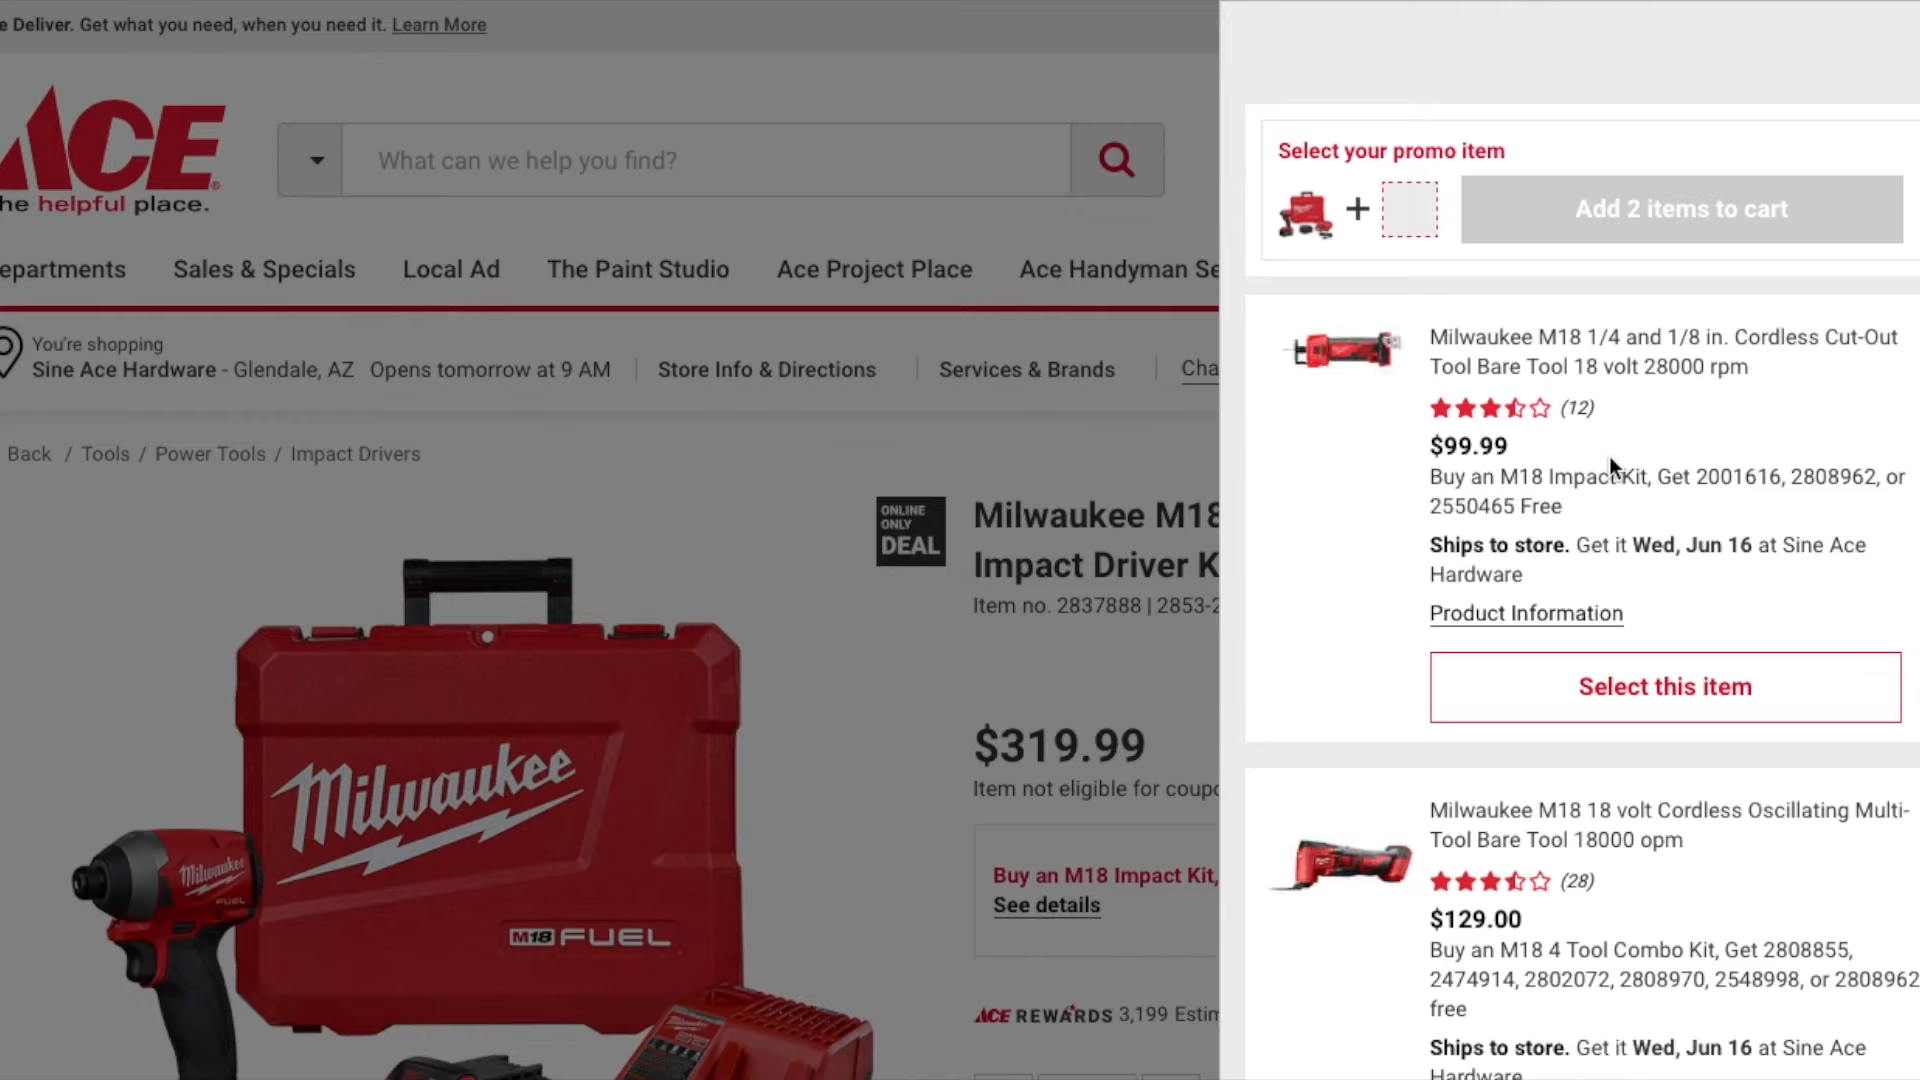 e Deliver. Get what you need, when you need it. Learn More
ACE
he helpful place.
What can we help you find?
epartments
Sales & Specials
Local Ad
The Paint Studio
Ace Project Place
Ace Handyman Se
You're shopping
Sine Ace Hardware - Glendale, AZ Opens tomorrow at 9 AM
Store Info & Directions
Services & Brands
Cha
Back / Tools / Power Tools / Impact Drivers
ONLINE
ONLY
DEAL
Milwaukee M18
Impact Driver K
Item no. 2837888 | 2853-2
Milwaukee
M18 FUEL
Milwaukee
FUEL
Milwaukee
$319.99
Item not eligible for coupo
Buy an M18 Impact Kit,
See details
ACE REWARDS 3,199 Estim
Select your promo item
+
Add 2 items to cart
Milwaukee M18 1/4 and 1/8 in. Cordless Cut-Out
Tool Bare Tool 18 volt 28000 rpm
(12)
$99.99
Buy an M18 Impact Kit, Get 2001616, 2808962, or
2550465 Free
Ships to store. Get it Wed, Jun 16 at Sine Ace
Hardware
Product Information
Select this item
Milwaukee M18 18 volt Cordless Oscillating Multi-
Tool Bare Tool 18000 opm
(28)
$129.00
Buy an M18 4 Tool Combo Kit, Get 2808855,
2474914, 2802072, 2808970, 2548998, or 2808962
free
Ships to store. Get it Wed, Jun 16 at Sine Ace
Hardware